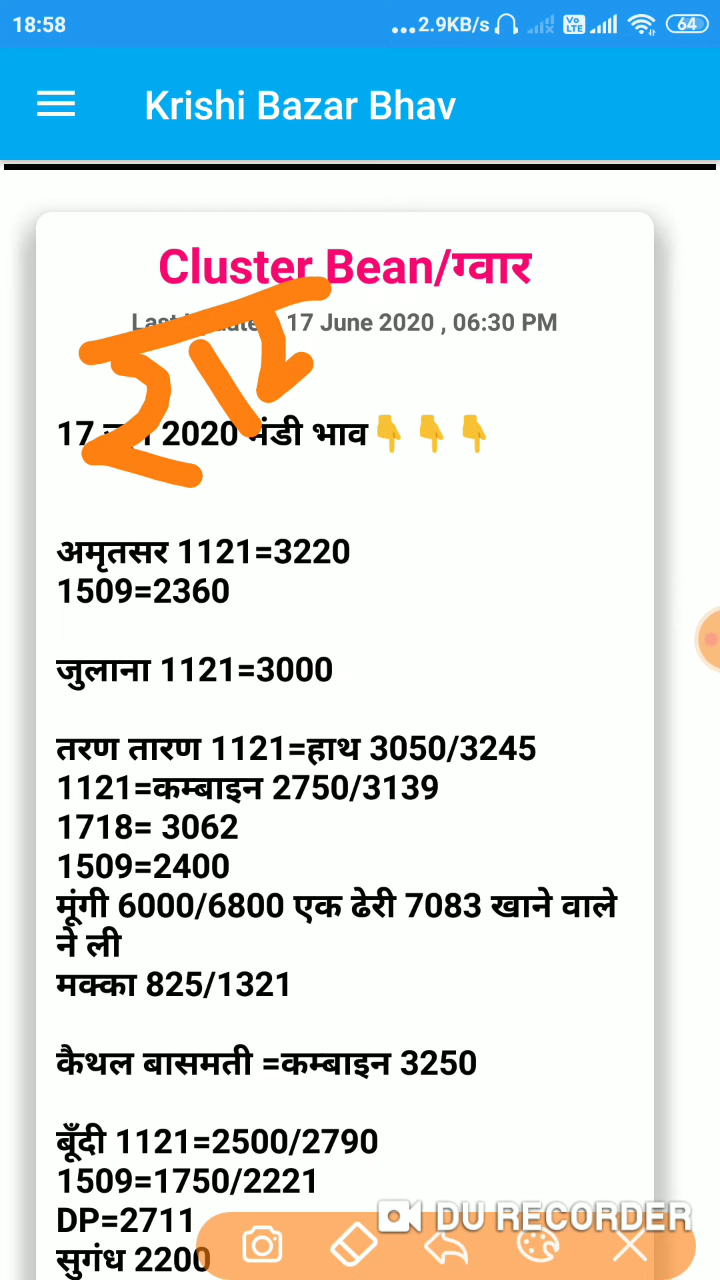 18:58 ...2.9KB/s Vo LTE 64
Krishi Bazar Bhav
Cluster Bean/ग्वार
17 June 2020 , 06:30 PM
17 2020 मंडी भाव👇👇👇
अमृतसर 1121=3220
1509=2360
जुलाना 1121=3000
तरण तारण 1121=हाथ 3050/3245
1121=कम्बाइन 2750/3139
1718= 3062
1509=2400
मूंगी 6000/6800 एक ढेरी 7083 खाने वाले
ने ली
मक्का 825/1321
कैथल बासमती =कम्बाइन 3250
बूँदी 1121=2500/2790
1509=1750/2221
DP=2711
सुगंध 2200
DU RECORDER